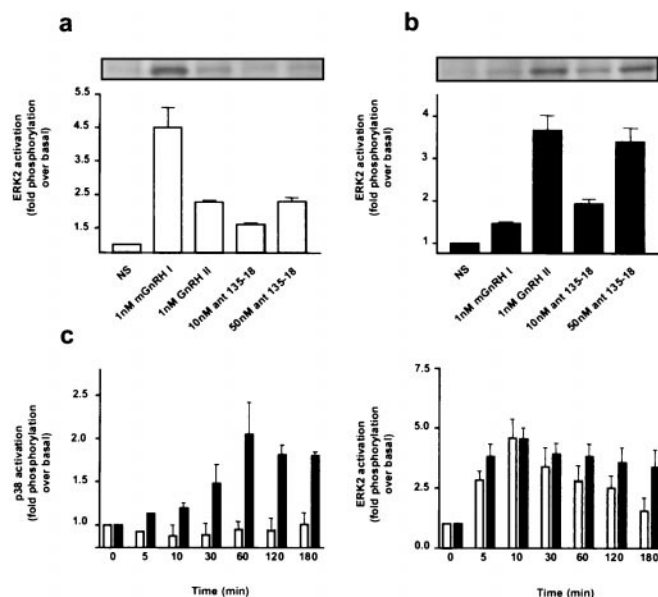 a
b
5.5
4.5
3.5
2.5
1.5
ERK2 activation
(fold phosphorylation
over basal)
NS
1nM mGnRH I
1nM GnRH II
10nM ant 135-18
50nM ant 135-18
4
3
2
1
ERK2 activation
(fold phosphorylation
over basal)
NS
1nM mGnRH I
1nM GnRH II
10nM ant 135-18
50nM ant 135-18
c
2.5
2.0
1.5
1.0
p38 activation
(fold phosphorylation
over basal)
0 5 10 30 60 120 180
Time (min)
7.5
5.0
2.5
0.0
ERK2 activation
(fold phosphorylation
over basal)
0 5 10 30 60 120 180
Time (min)